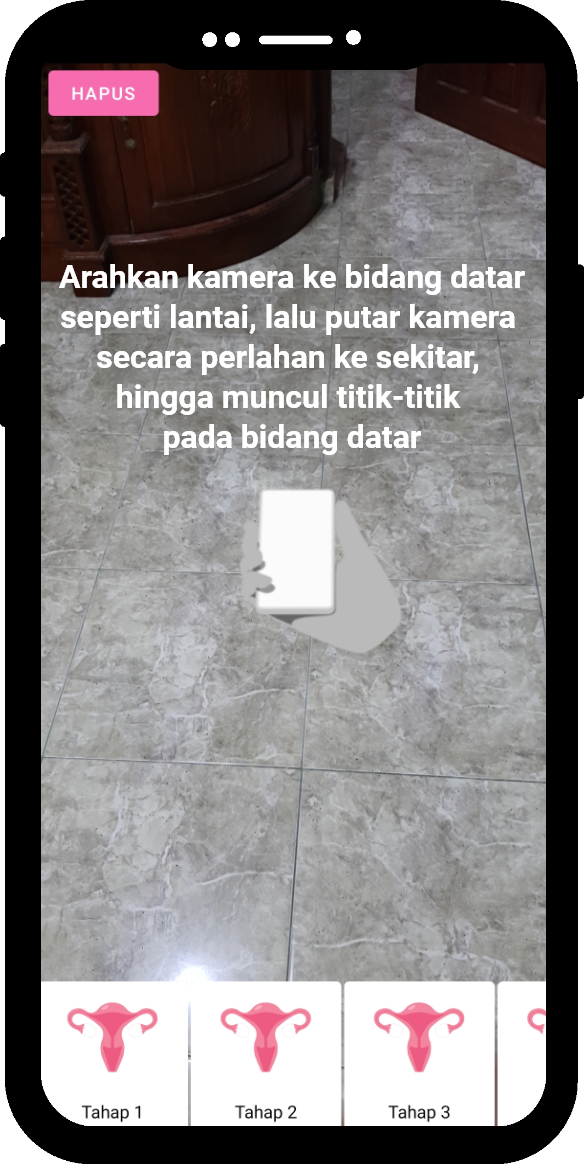 HAPUS
Arahkan kamera ke bidang datar
seperti lantai, lalu putar kamera
secara perlahan ke sekitar,
hingga muncul titik-titik
pada bidang datar
Tahap 1
Tahap 2
Tahap 3